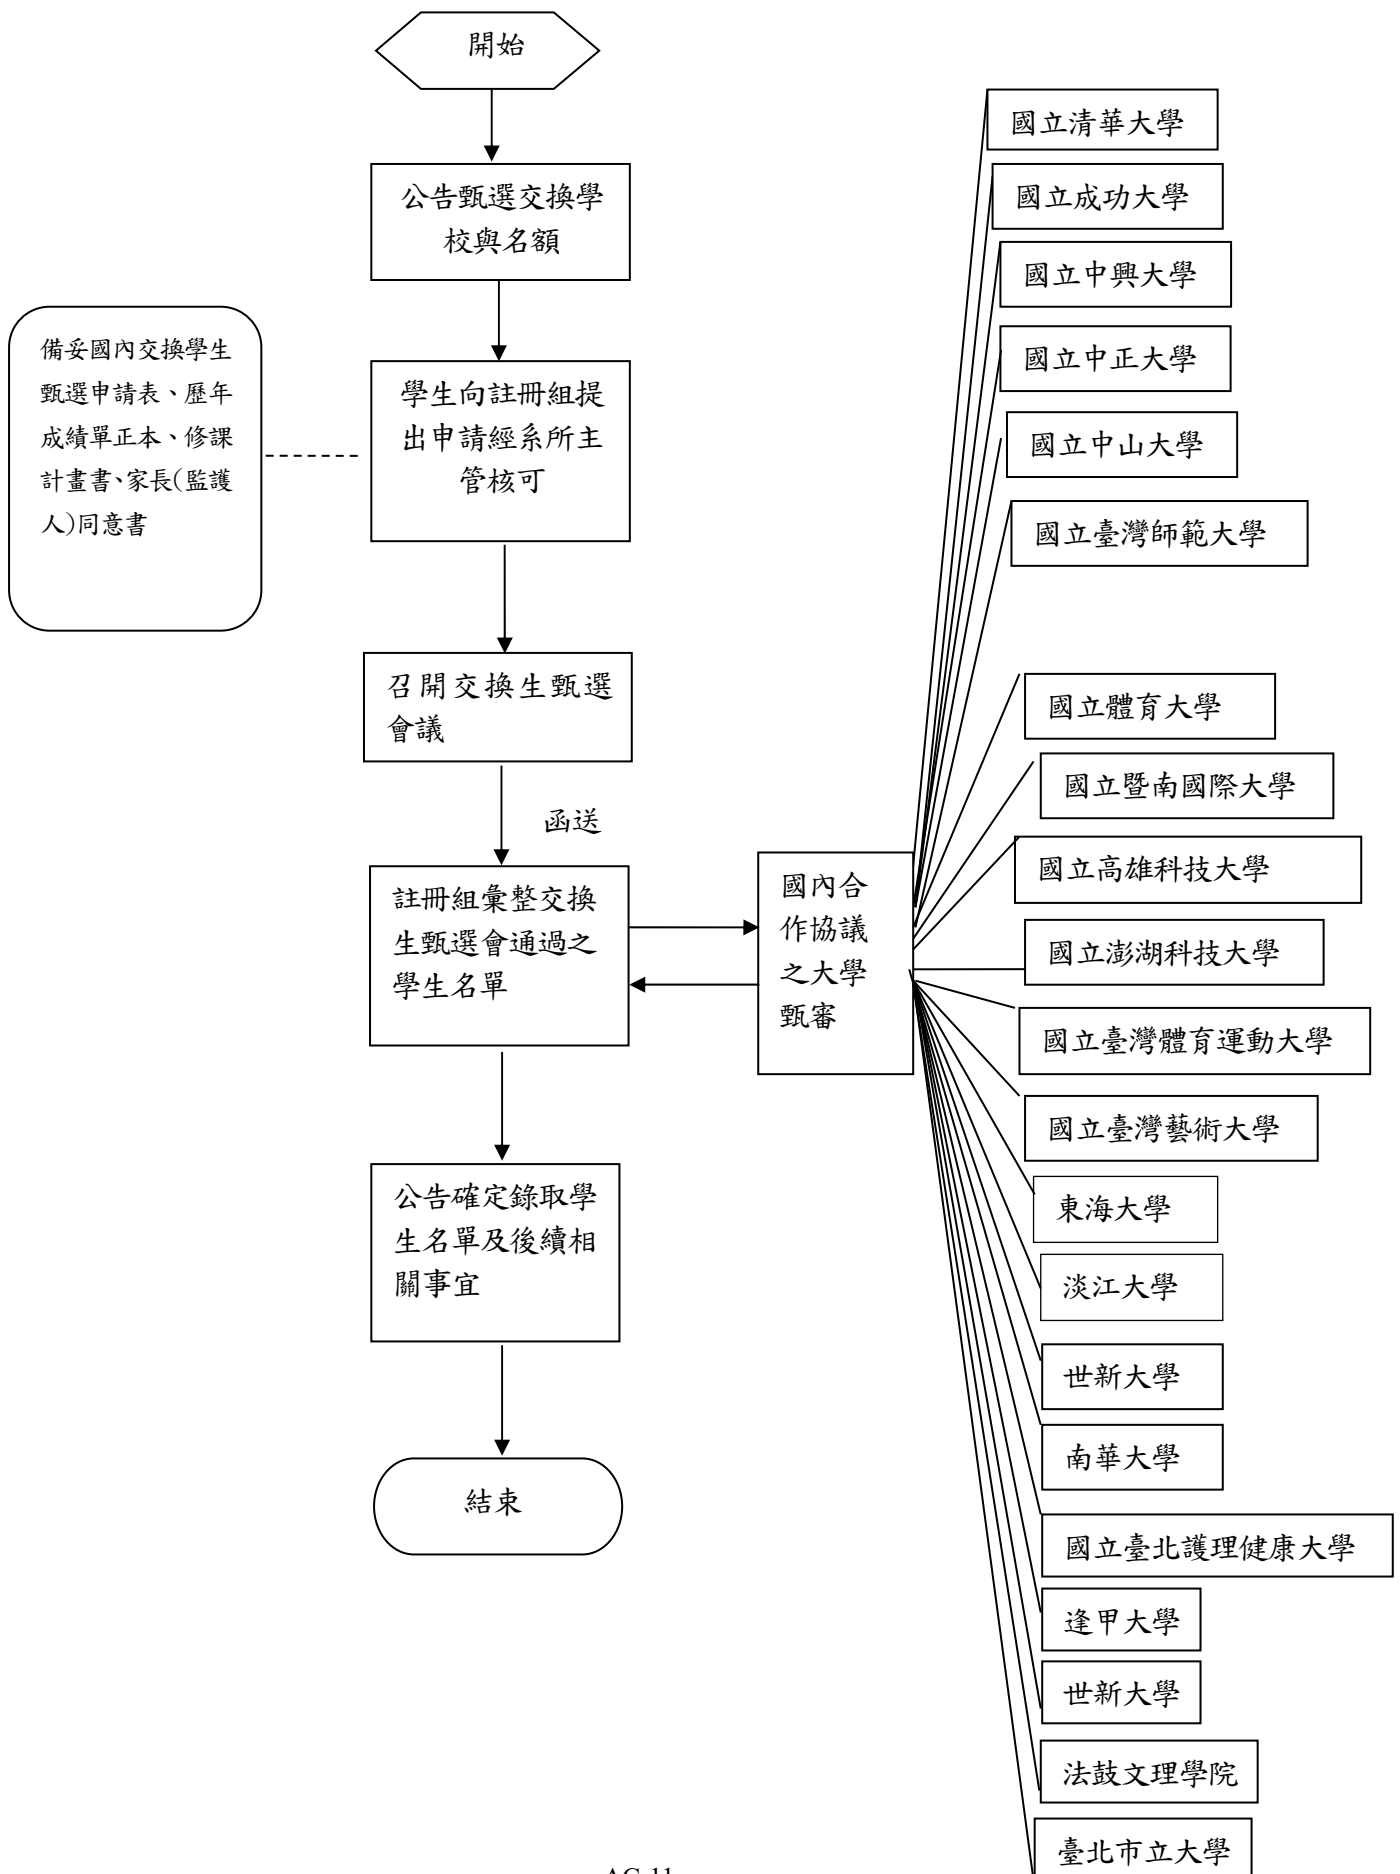 開始
公告甄選交換學
校與名額
備妥國內交換學生
甄選申請表、歷年
成績單正本、修課
計畫書、家長(監護
人)同意書
學生向註冊組提
出申請經系所主
管核可
召開交換生甄選
會議
函送
註冊組彙整交換
生甄選會通過之
學生名單
國內合
作協議
之大學
甄審
公告確定錄取學
生名單及後續相
關事宜
結束
國立清華大學
國立成功大學
國立中興大學
國立中正大學
國立中山大學
國立臺灣師範大學
國立體育大學
國立暨南國際大學
國立高雄科技大學
國立澎湖科技大學
國立臺灣體育運動大學
國立臺灣藝術大學
東海大學
淡江大學
世新大學
南華大學
國立臺北護理健康大學
逢甲大學
世新大學
法鼓文理學院
臺北市立大學